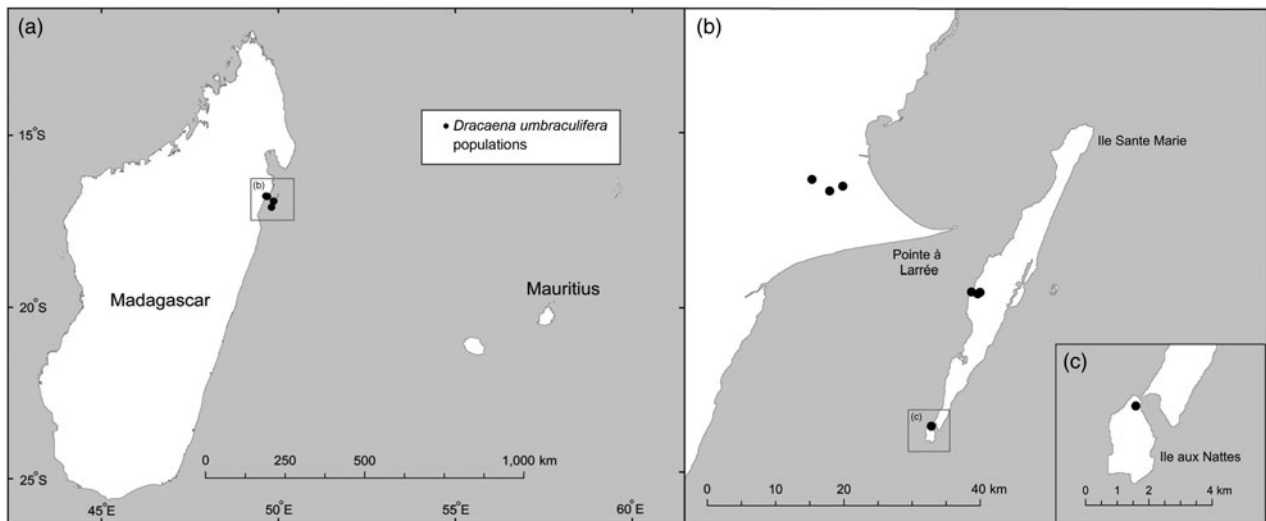 (a)
15°S
20°S
25°S
45°E
50°E
55°E
60°E
• Dracaena umbraculifera
populations
(b)
Madagascar
Mauritius
0 250 500 1,000 km
(b)
Ile Sante Marie
Pointe à
Larrée
(c)
0 10 20 40 km
(c)
Ile aux Nattes
0 1 2 4 km